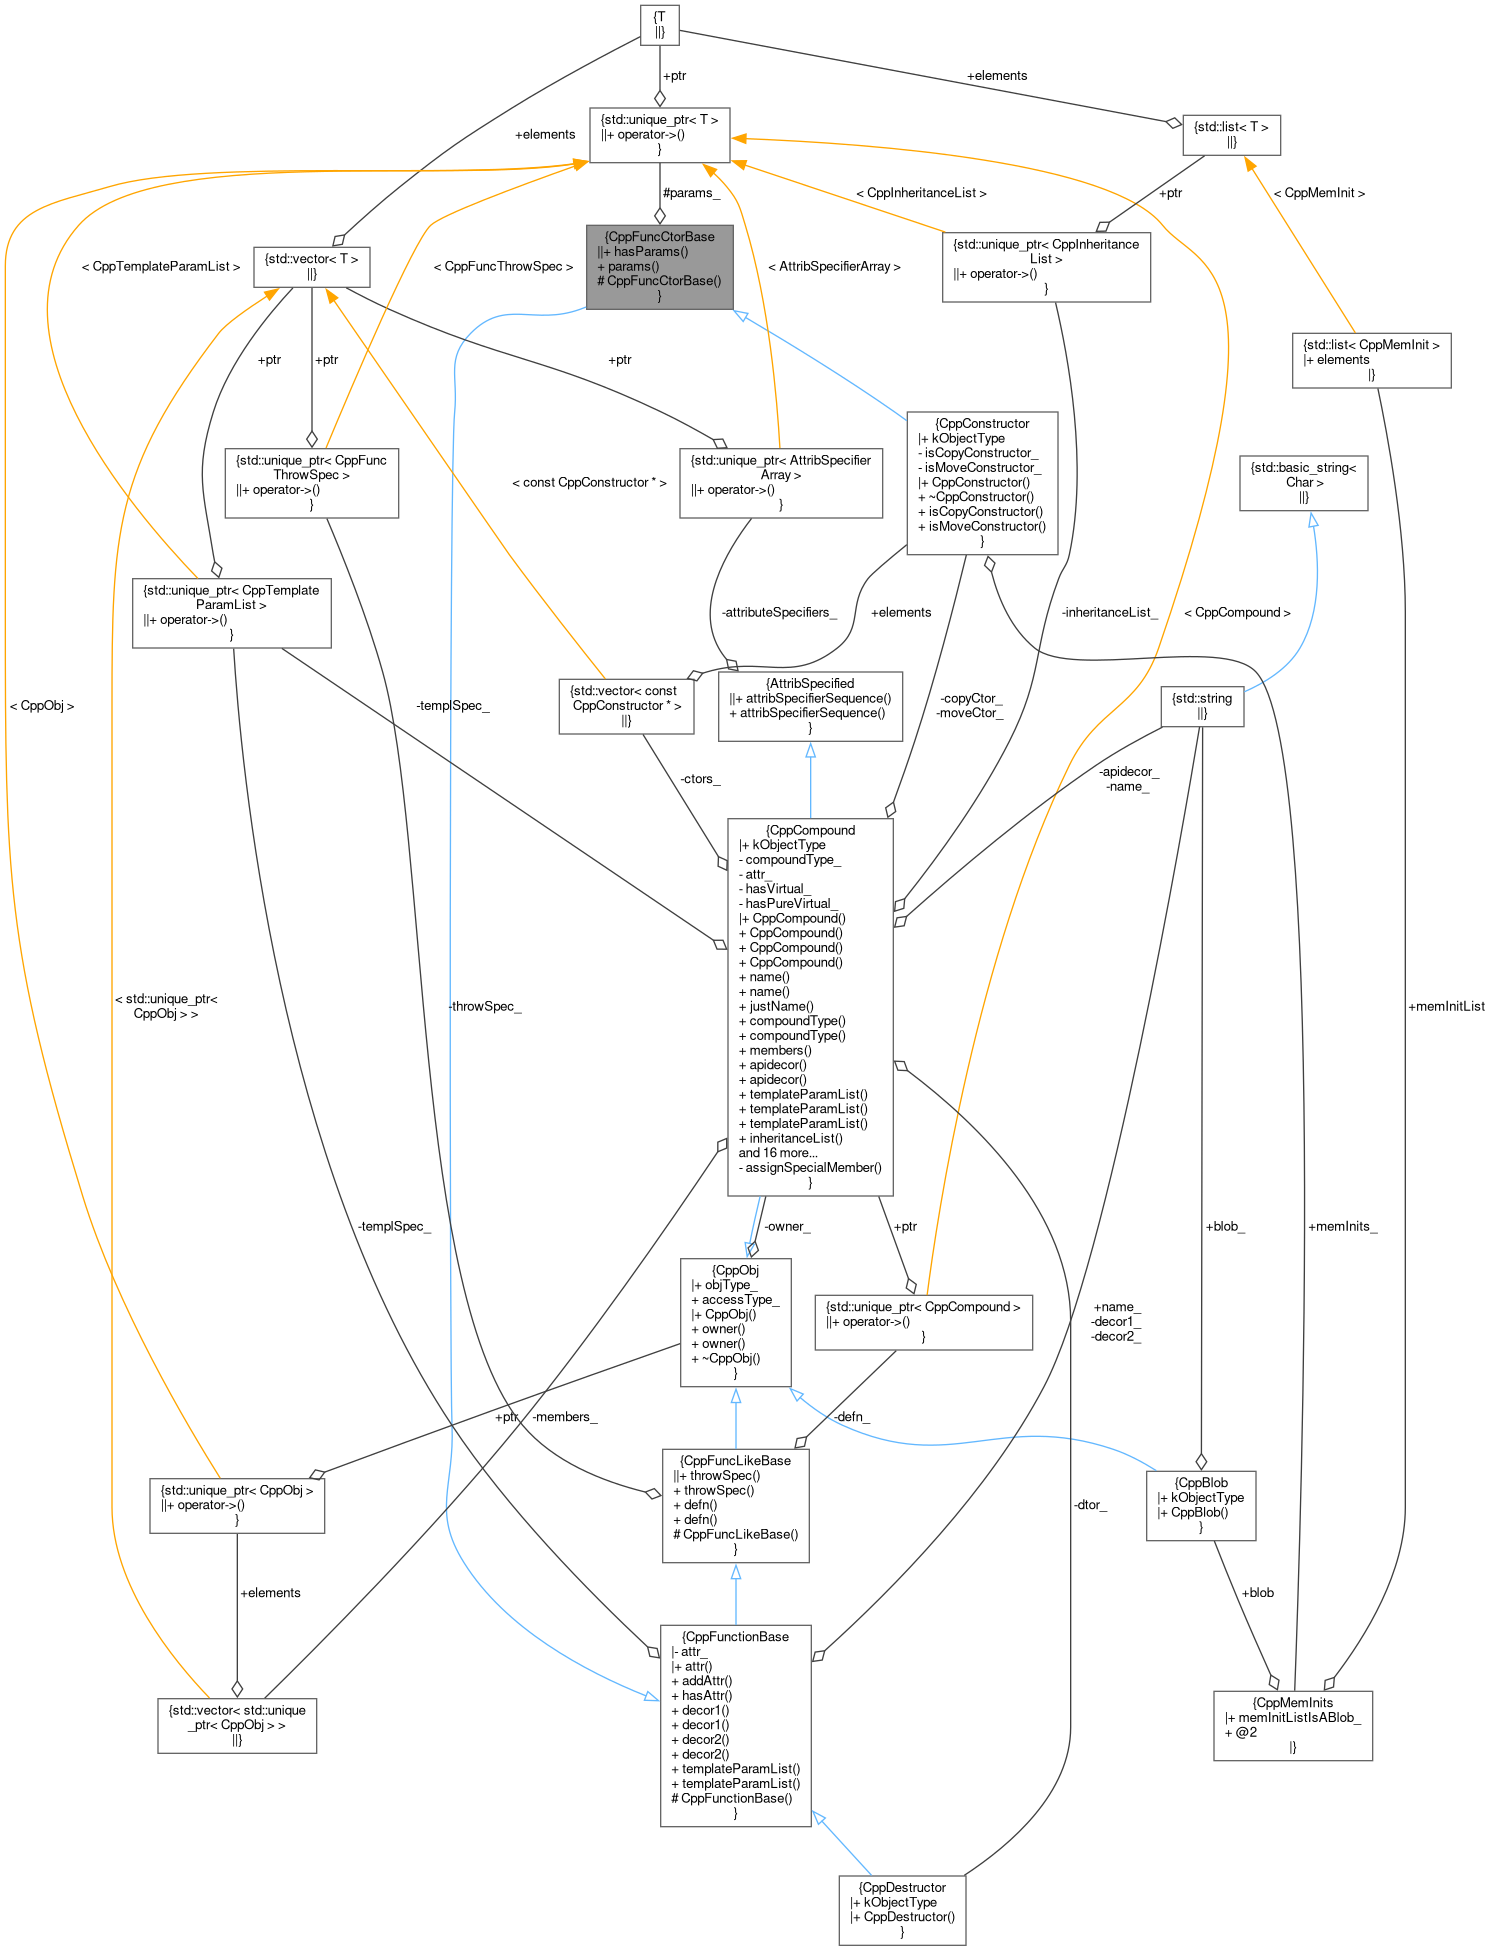 {T
||}
+ptr
+elements
+elements
{std::unique_ptr< T >
||+ operator->()
}
{std::list< T >
||}
#params_
< CppInheritanceList >
+ptr
< CppMemInit >
{CppFuncCtorBase
||+ hasParams()
+ params()
# CppFuncCtorBase()
}
{std::vector< T >
||}
< CppTemplateParamList >
< CppFuncThrowSpec >
< AttribSpecifierArray >
{std::unique_ptr< CppInheritance
List >
||+ operator->()
}
{std::list< CppMemInit >
|+ elements
|}
+ptr
+ptr
+ptr
{CppConstructor
|+ kObjectType
- isCopyConstructor_
- isMoveConstructor_
|+ CppConstructor()
+ ~CppConstructor()
+ isCopyConstructor()
+ isMoveConstructor()
}
{std::unique_ptr< CppFunc
ThrowSpec >
||+ operator->()
}
< const CppConstructor * >
{std::unique_ptr< AttribSpecifier
Array >
||+ operator->()
}
{std::basic_string<
Char >
||}
{std::unique_ptr< CppTemplate
ParamList >
||+ operator->()
}
-attributeSpecifiers_
+elements
-inheritanceList_
< CppCompound >
{std::vector< const
CppConstructor * >
||}
{AttribSpecified
||+ attribSpecifierSequence()
+ attribSpecifierSequence()
}
{std::string
||}
< CppObj >
-templSpec_
-copyCtor_
-moveCtor_
-ctors_
-apidecor_
-name_
{CppCompound
|+ kObjectType
- compoundType_
- attr_
- hasVirtual_
- hasPureVirtual_
|+ CppCompound()
+ CppCompound()
+ CppCompound()
+ CppCompound()
+ name()
+ name()
+ justName()
+ compoundType()
+ compoundType()
+ members()
+ apidecor()
+ apidecor()
+ templateParamList()
+ templateParamList()
+ templateParamList()
+ inheritanceList()
and 16 more...
- assignSpecialMember()
}
< std::unique_ptr<
CppObj > >
-throwSpec_
+memInitList
-templSpec_
-owner_
+ptr
+blob_
+memInits_
{CppObj
|+ objType_
+ accessType_
|+ CppObj()
+ owner()
+ owner()
+ ~CppObj()
}
{std::unique_ptr< CppCompound >
||+ operator->()
}
+name_
-decor1_
-decor2_
+ptr
-members_
-defn_
{std::unique_ptr< CppObj >
||+ operator->()
}
{CppFuncLikeBase
||+ throwSpec()
+ throwSpec()
+ defn()
+ defn()
# CppFuncLikeBase()
}
-dtor_
{CppBlob
|+ kObjectType
|+ CppBlob()
}
+elements
+blob
{CppFunctionBase
|- attr_
|+ attr()
+ addAttr()
+ hasAttr()
+ decor1()
+ decor1()
+ decor2()
+ decor2()
+ templateParamList()
+ templateParamList()
# CppFunctionBase()
}
{std::vector< std::unique
_ptr< CppObj > >
||}
{CppMemInits
|+ memInitListIsABlob_
+ @2
|}
{CppDestructor
|+ kObjectType
|+ CppDestructor()
}